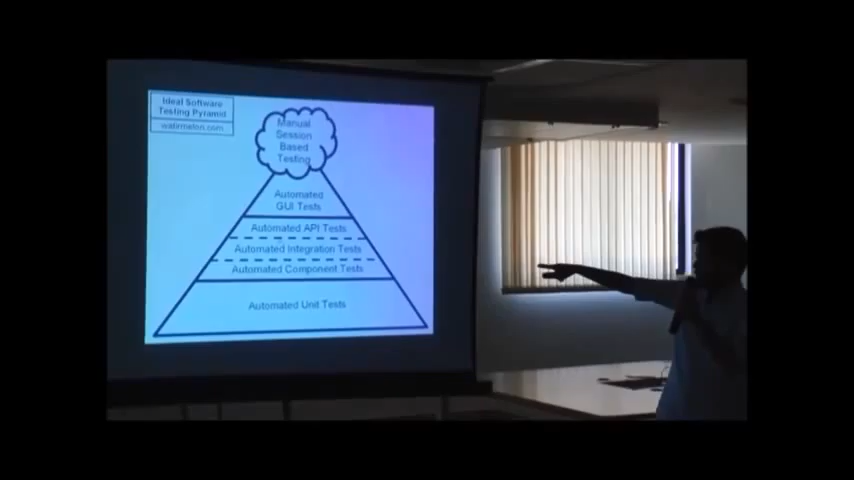 Ideal Software
Testing Pyramid
watirmelon.com
Manual
Session
Based
Testing
Automated
GUI Tests
Automated API Tests
Automated Integration Tests
Automated Component Tests
Automated Unit Tests